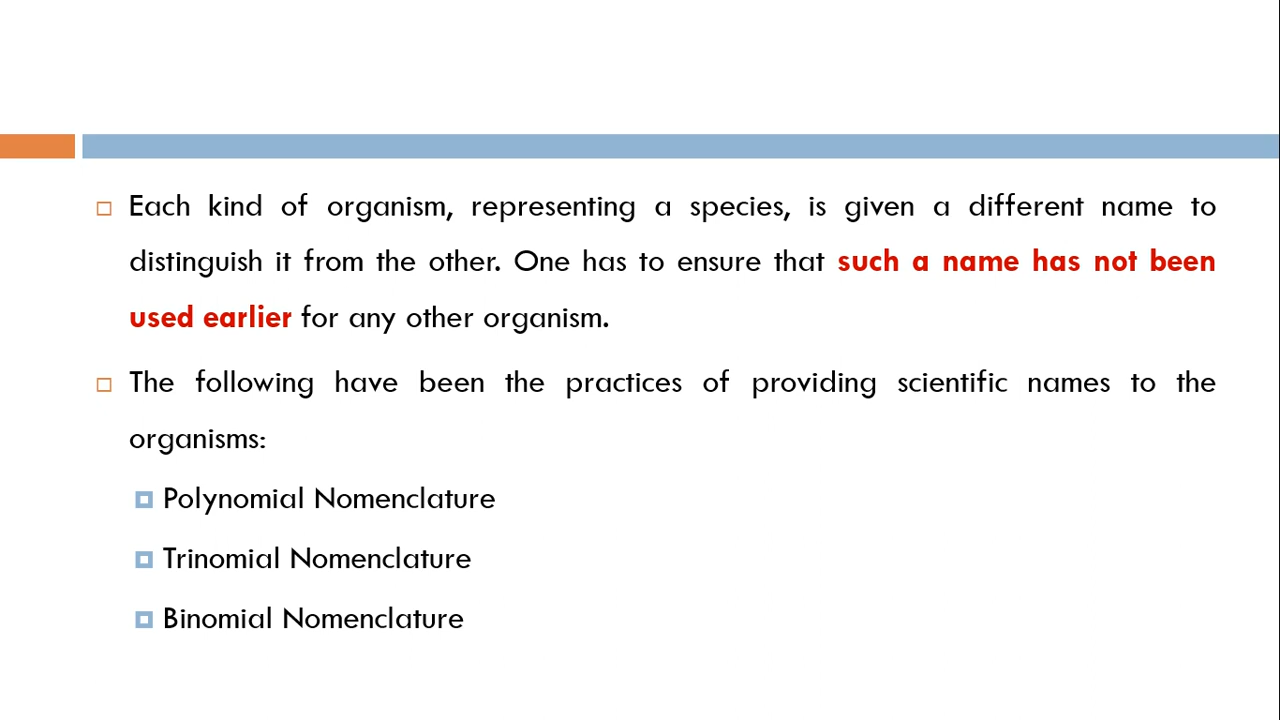 Each kind of organism, representing a species, is given a different name to
distinguish it from the other. One has to ensure that such a name has not been
used earlier for any other organism.
The following have been the practices of providing scientific names to the
organisms:
Polynomial Nomenclature
Trinomial Nomenclature
Binomial Nomenclature